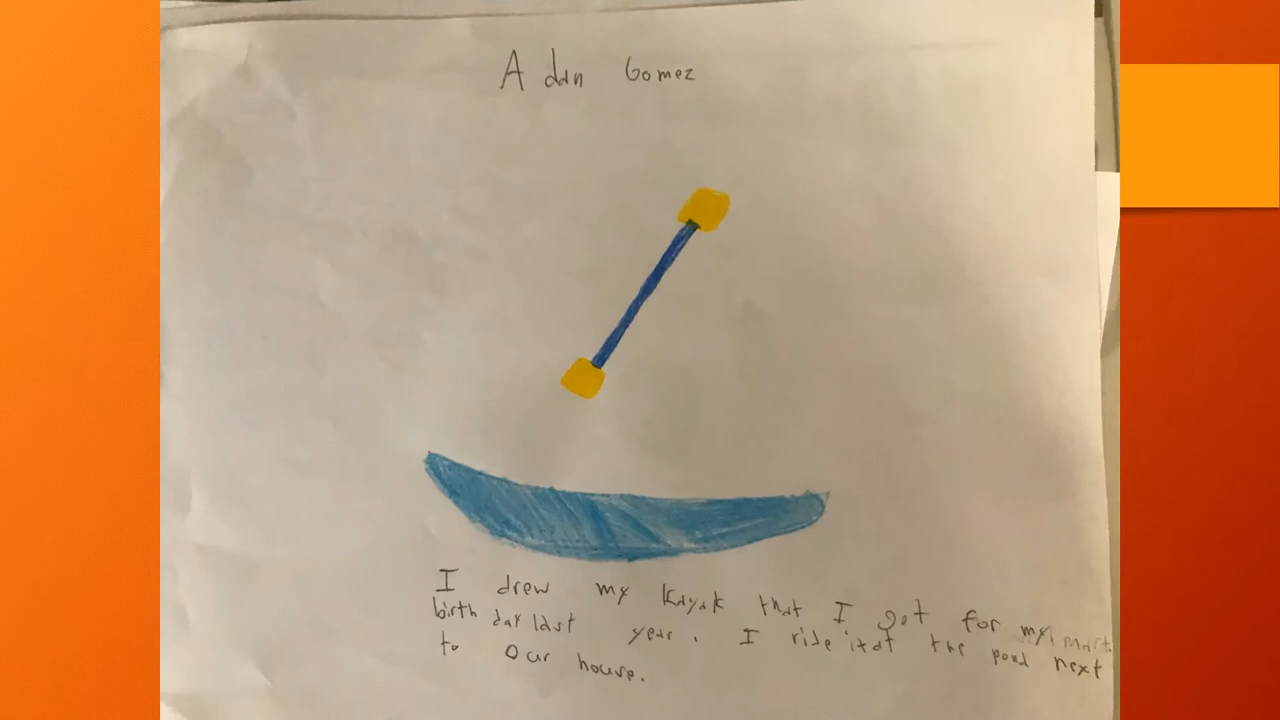 Adan Gomez
I drew my kayak that I got for my
birth day last year. I ride it at the pond next
to our house.